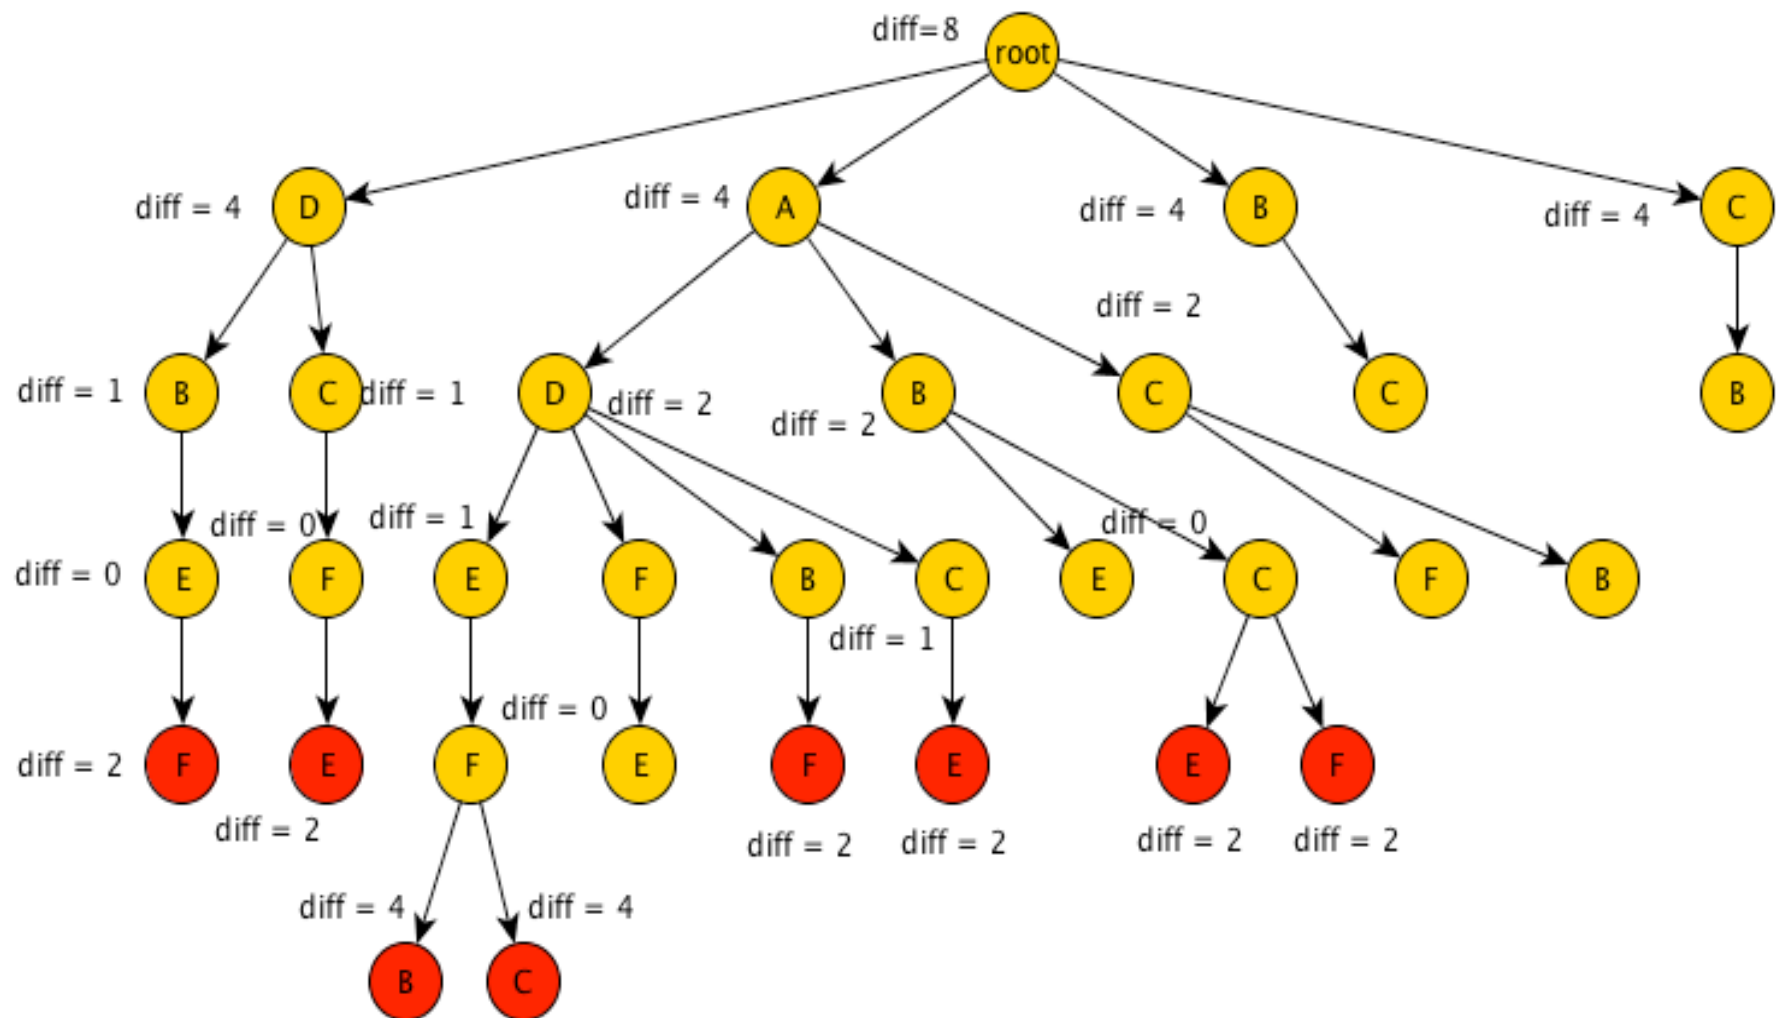 diff=8
root
diff = 4
D
diff = 4
A
diff = 4
B
diff = 4
C
diff = 2
diff = 1
B
C
diff = 1
D
diff = 2
diff = 2
B
C
C
B
diff = 0
diff = 1
diff = 0
diff = 0
E
F
E
F
B
C
E
C
F
B
diff = 1
diff = 0
diff = 2
F
E
F
E
F
E
E
F
diff = 2
diff = 2
diff = 2
diff = 2
diff = 2
diff = 4
diff = 4
B
C